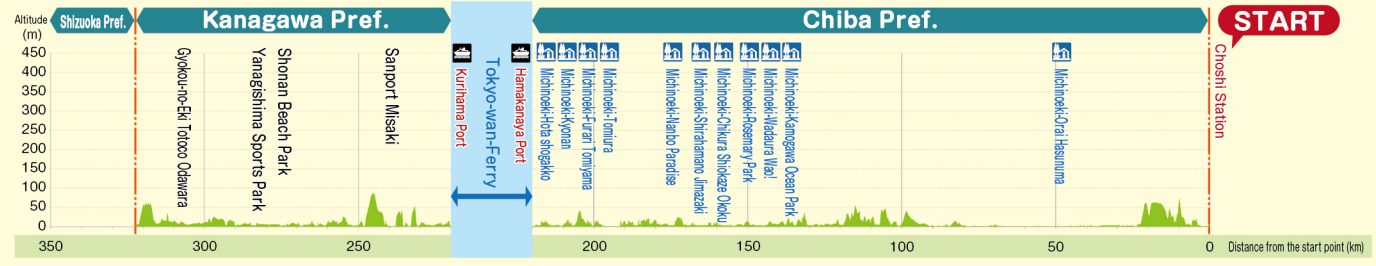 Altitude
(m)
Shizuoka Pref.
Kanagawa Pref.
Chiba Pref.
START
450
400
350
300
250
200
150
100
50
0
Gyokou-no-Eki Totoco Odawara
Yanagishima Sports Park
Shonan Beach Park
Sanport Misaki
Kurihama Port
Tokyo-wan-Ferry
Hamakanaya Port
Michinoeki-Hota shogakko
Michinoeki-Kyonan
Michinoeki-Furari Tomiyama
Michinoeki-Tomiura
Michinoeki-Nanbo Paradise
Michinoeki-Shirahamano Jimazaki
Michinoeki-Chikura Shiokaze Okoku
Michinoeki-Rosemary Park
Michinoeki-Wadaura Wao!
Michinoeki-Kamogawa Ocean Park
Michinoeki-Orai Hasunuma
Choshi Station
350
300
250
200
150
100
50
0
Distance from the start point (km)